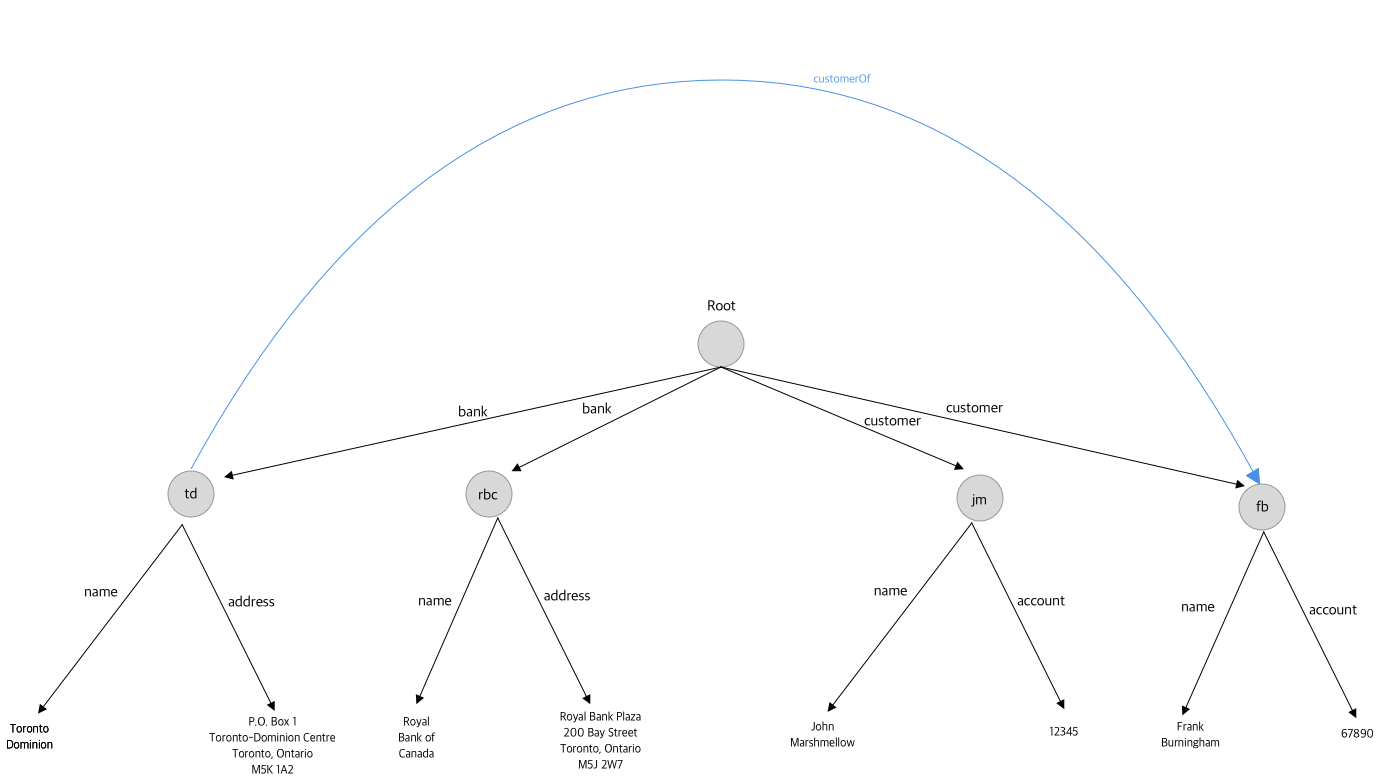 customerOf
Root
bank
bank
customer
customer
td
rbc
jm
fb
name
address
name
address
name
account
name
account
Toronto
Dominion
P.O. Box 1
Toronto-Dominion Centre
Toronto, Ontario
M5K 1A2
Royal
Bank of
Canada
Royal Bank Plaza
200 Bay Street
Toronto, Ontario
M5J 2W7
John
Marshmellow
12345
Frank
Burningham
67890